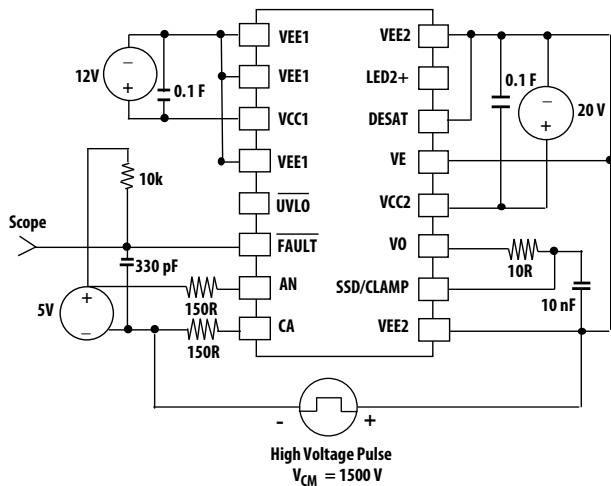 VEE1
VEE2
VEE1
LED2+
12V
−
+
0.1 F
0.1 F
−
+
20 V
VCC1
DESAT
VEE1
VE
10k
UVLO
VCC2
Scope
FAULT
VO
330 pF
10R
AN
SSD/CLAMP
5V
+
−
150R
10 nF
CA
VEE2
150R
-
+
High Voltage Pulse
VCM = 1500 V